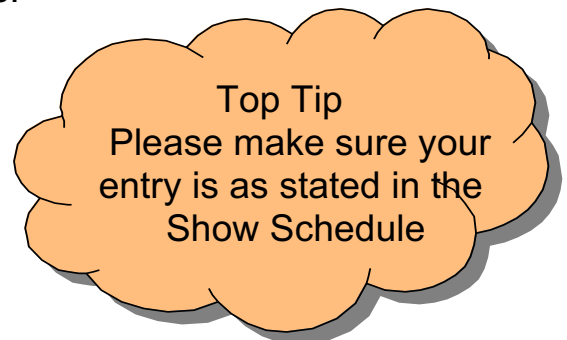 Top Tip
Please make sure your
entry is as stated in the
Show Schedule